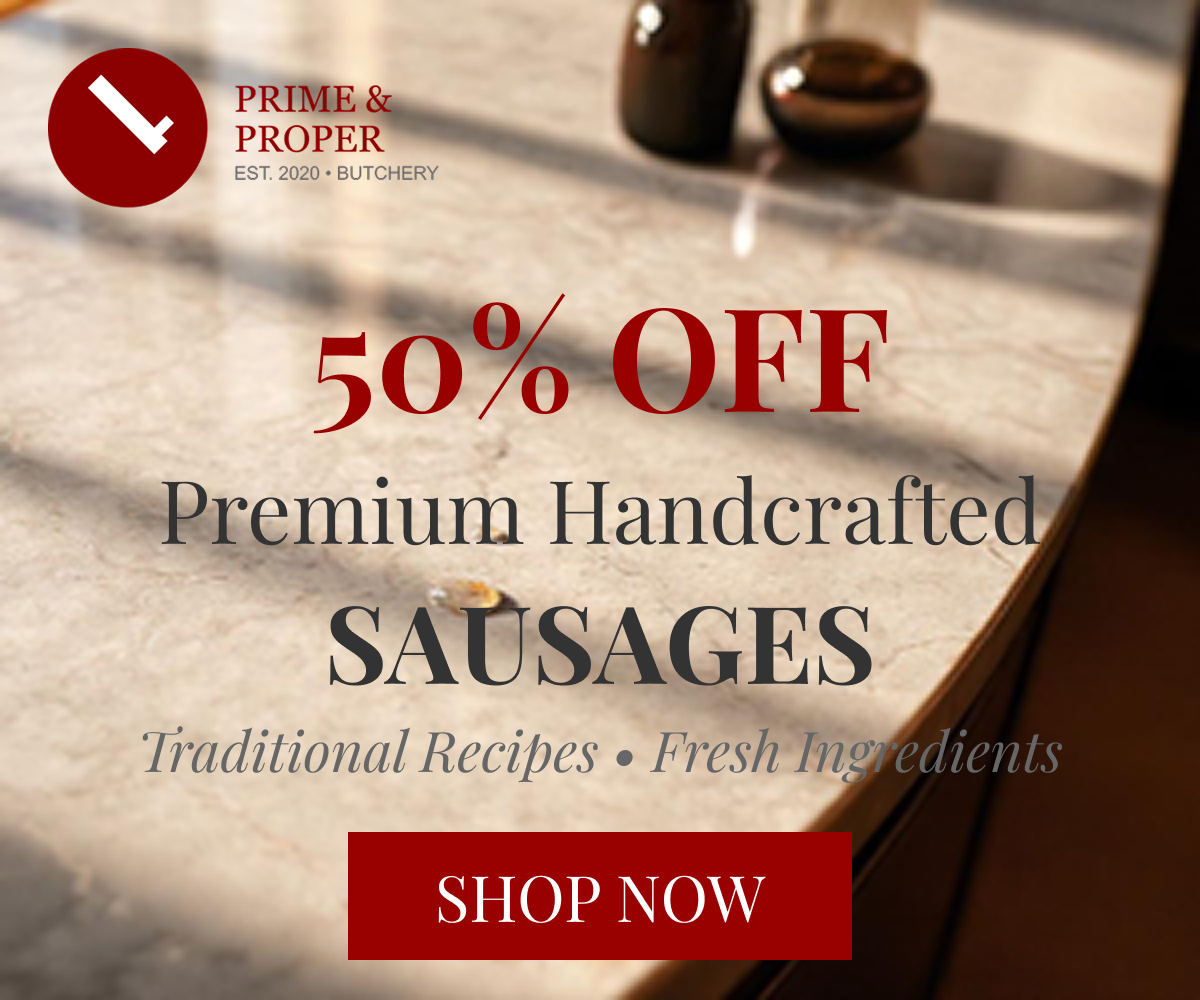 PRIME &
PROPER
EST. 2020 • BUTCHERY
50% OFF
Premium Handcrafted
SAUSAGES
Traditional Recipes • Fresh Ingredients
SHOP NOW